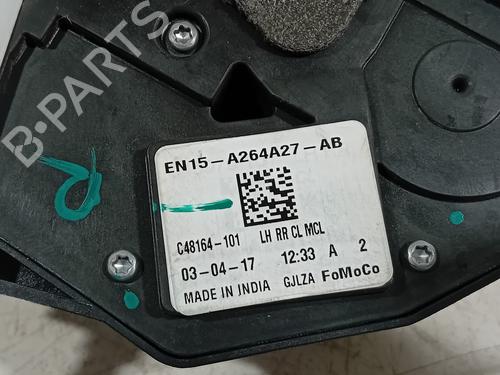 B-PARTS
EN15-A264A27-AB
C48164-101 LH RR CL MCL
03-04-17 12:33 A 2
MADE IN INDIA GJLZA FoMoCo